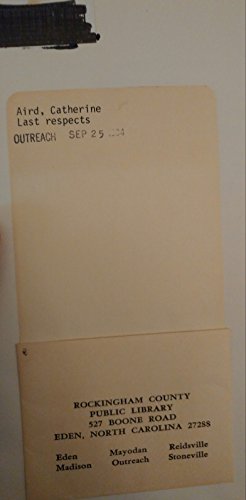 Aird, Catherine
Last respects
OUTREACH SEP 25
ROCKINGHAM COUNTY
PUBLIC LIBRARY
527 BOONE ROAD
EDEN, NORTH CAROLINA 27288
Eden Mayodan Reidsville
Madison Outreach Stoneville